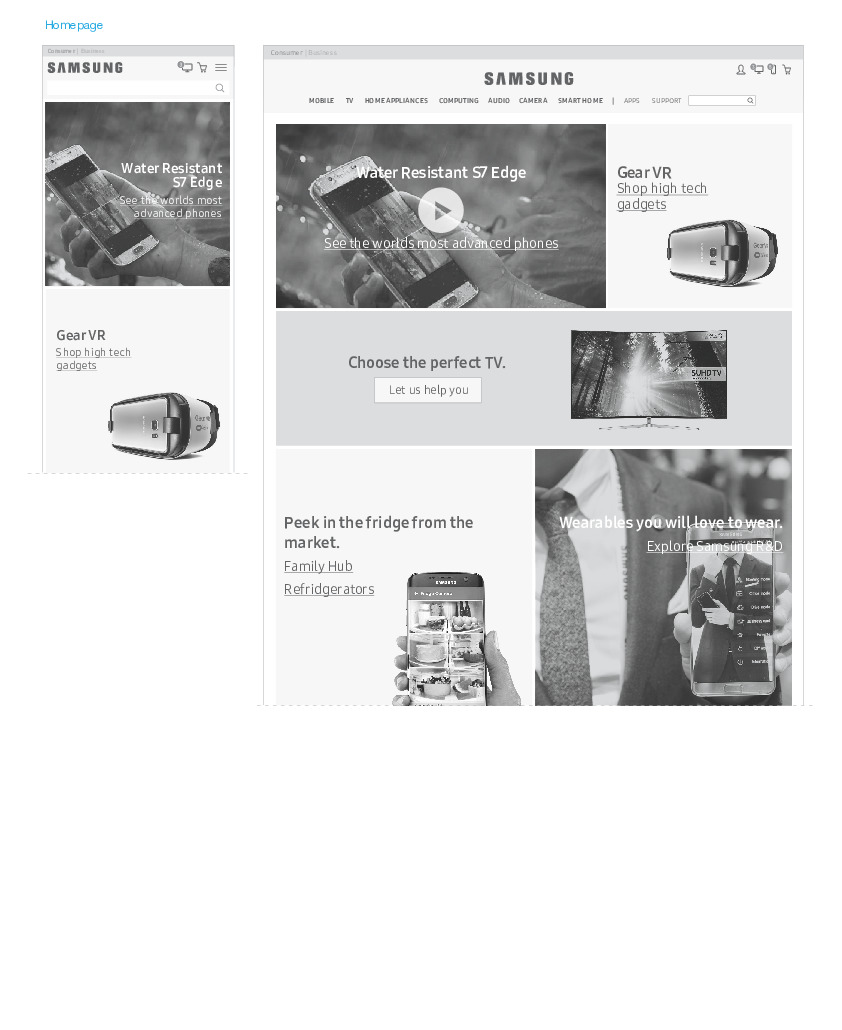 Homepage
Consumer | Business
SAMSUNG
Water Resistant
S7 Edge
See the worlds most
advanced phones
Gear VR
Shop high tech
gadgets
Consumer | Business
SAMSUNG
MOBILE TV HOME APPLIANCES COMPUTING AUDIO CAMERA SMART HOME | APPS SUPPORT
Water Resistant S7 Edge
See the worlds most advanced phones
Gear VR
Shop high tech
gadgets
Choose the perfect TV.
Let us help you
SUHDTV
Peek in the fridge from the
market.
Family Hub
Refridgerators
SAMSUNG
Wearables you will love to wear.
Explore Samsung R&D